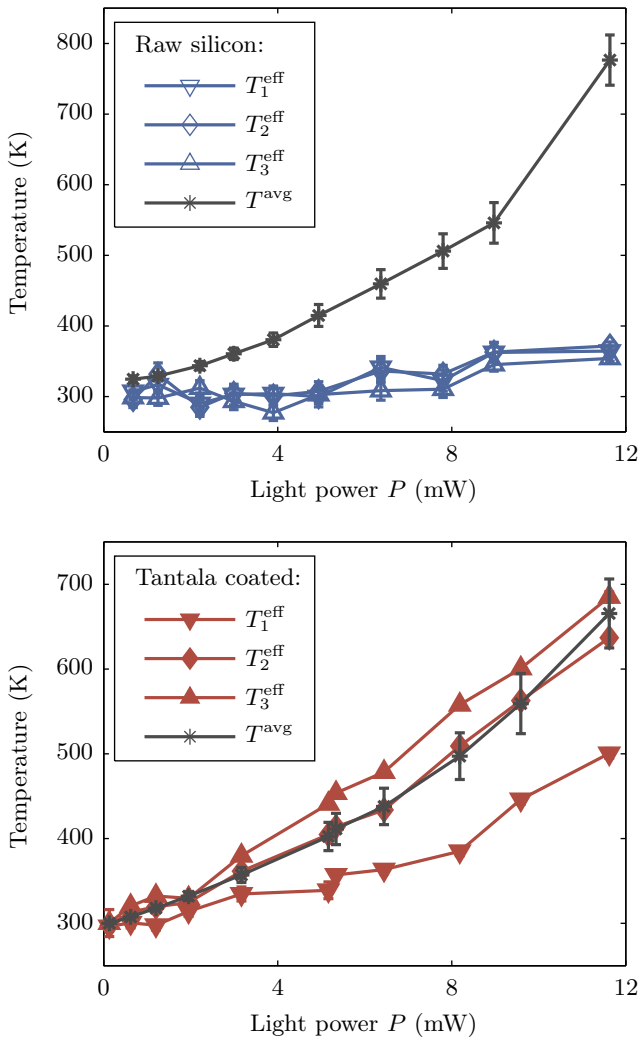 800
700
600
500
400
300
Temperature (K)
Raw silicon:
T₁ᵉᶠᶠ
T₂ᵉᶠᶠ
T₃ᵉᶠᶠ
Tᵃᵛᵍ
0 4 8 12
Light power P (mW)
700
600
500
400
300
Temperature (K)
Tantala coated:
T₁ᵉᶠᶠ
T₂ᵉᶠᶠ
T₃ᵉᶠᶠ
Tᵃᵛᵍ
0 4 8 12
Light power P (mW)